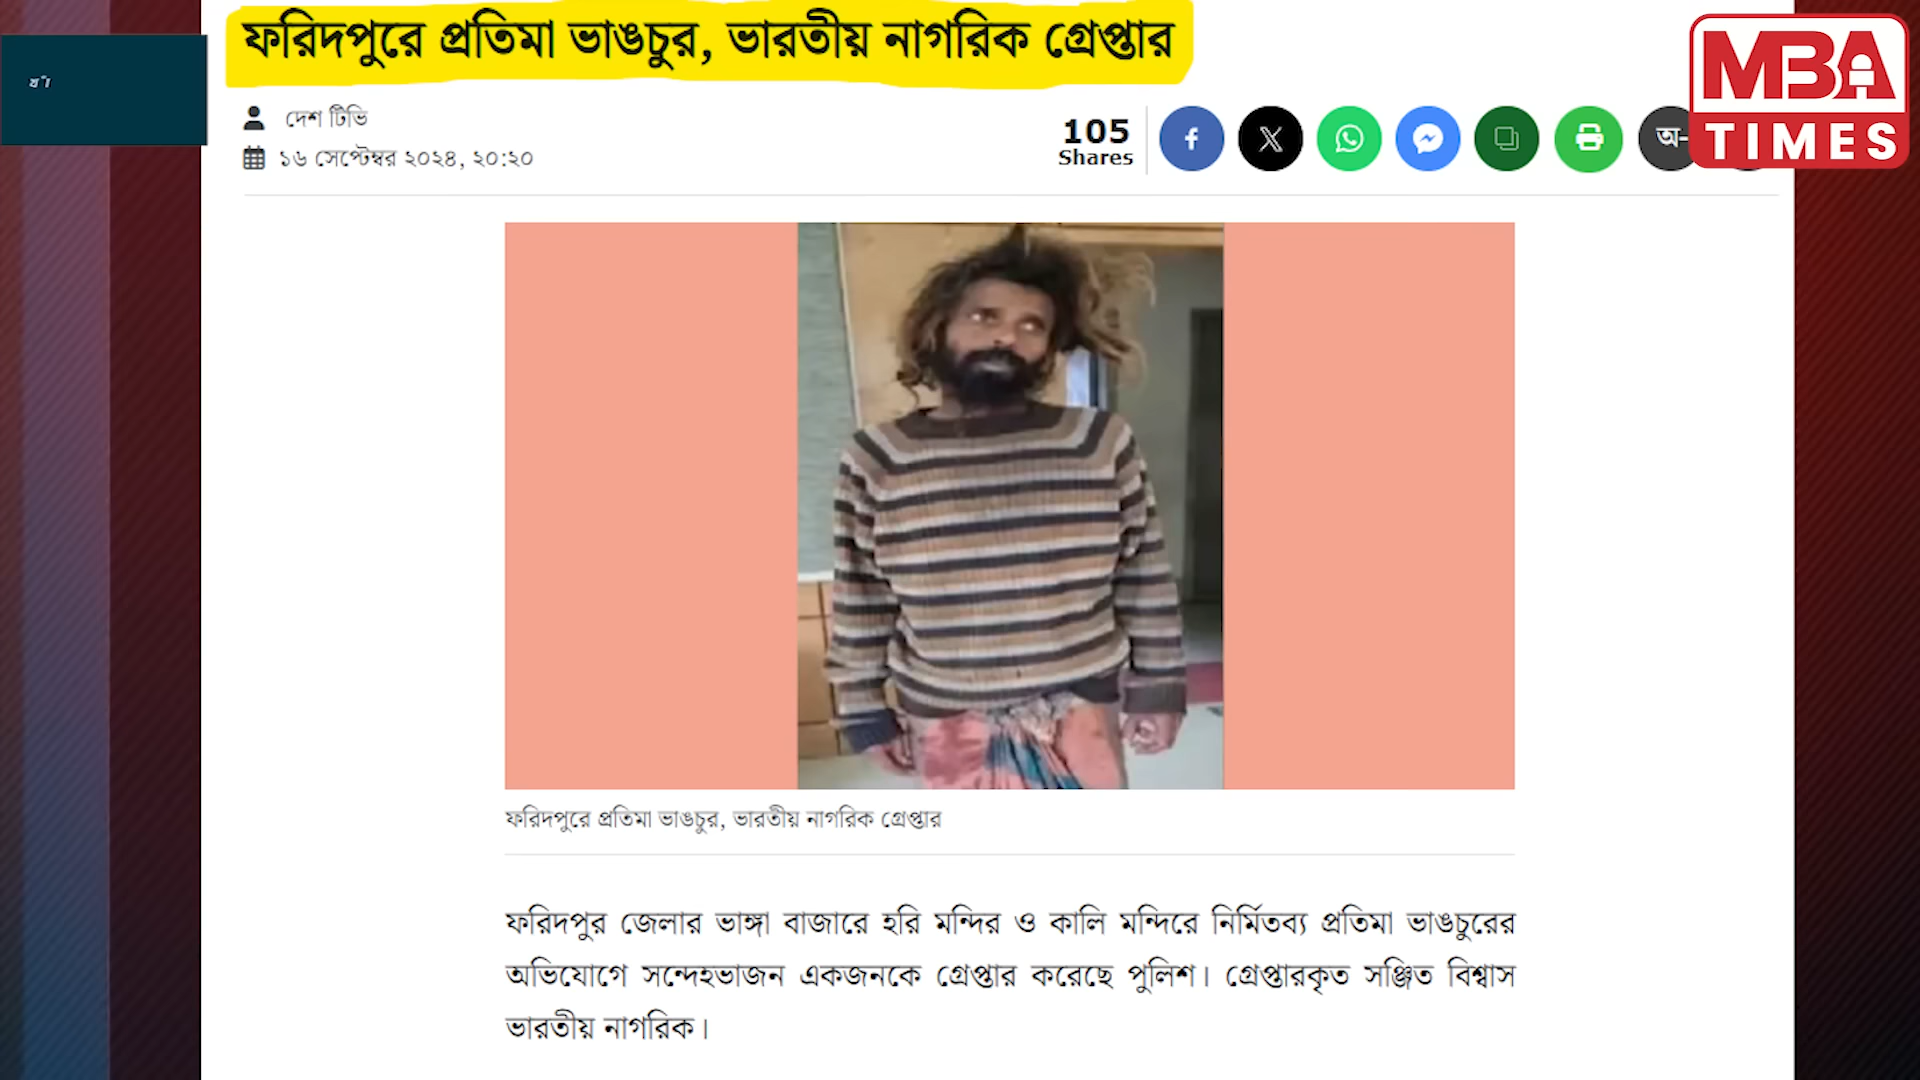 ফরিদপুরে প্রতিমা ভাঙচুর, ভারতীয় নাগরিক গ্রেপ্তার
দেশ টিভি
১৬ সেপ্টেম্বর ২০২৪, ২০:২০
105
Shares
অ-
MBA
TIMES
ফরিদপুরে প্রতিমা ভাঙচুর, ভারতীয় নাগরিক গ্রেপ্তার
ফরিদপুর জেলার ভাঙ্গা বাজারে হরি মন্দির ও কালি মন্দিরে নির্মিতব্য প্রতিমা ভাঙচুরের
অভিযোগে সন্দেহভাজন একজনকে গ্রেপ্তার করেছে পুলিশ। গ্রেপ্তারকৃত সঞ্জিত বিশ্বাস
ভারতীয় নাগরিক।